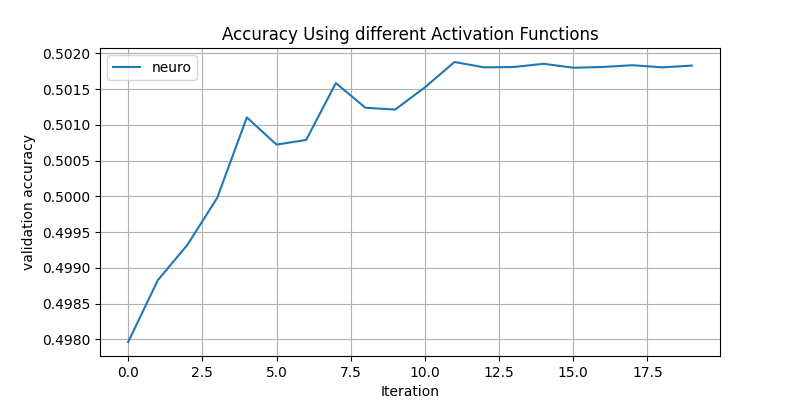 Accuracy Using different Activation Functions
neuro
validation accuracy
0.5020
0.5015
0.5010
0.5005
0.5000
0.4995
0.4990
0.4985
0.4980
0.0 2.5 5.0 7.5 10.0 12.5 15.0 17.5
Iteration